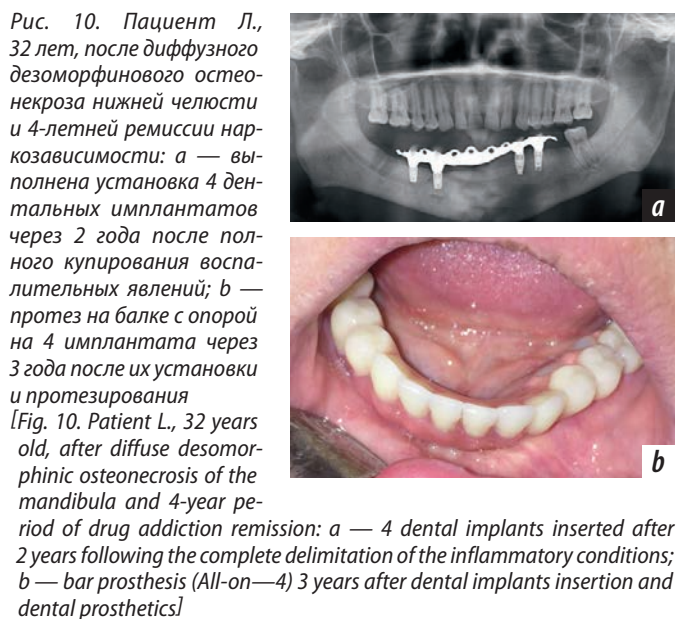 Рис. 10. Пациент Л.,
32 лет, после диффузного
дезоморфинового остео-
некроза нижней челюсти
и 4-летней ремиссии нар-
козависимости: a — вы-
полнена установка 4 ден-
тальных имплантатов
через 2 года после пол-
ного купирования воспа-
лительных явлений; b —
протез на балке с опорой
на 4 имплантата через
3 года после их установки
и протезирования
[Fig. 10. Patient L., 32 years
old, after diffuse desomor-
phinic osteonecrosis of the
mandibula and 4-year pe-
riod of drug addiction remission: a — 4 dental implants inserted after
2 years following the complete delimitation of the inflammatory conditions;
b — bar prosthesis (All-on—4) 3 years after dental implants insertion and
dental prosthetics]
a
b